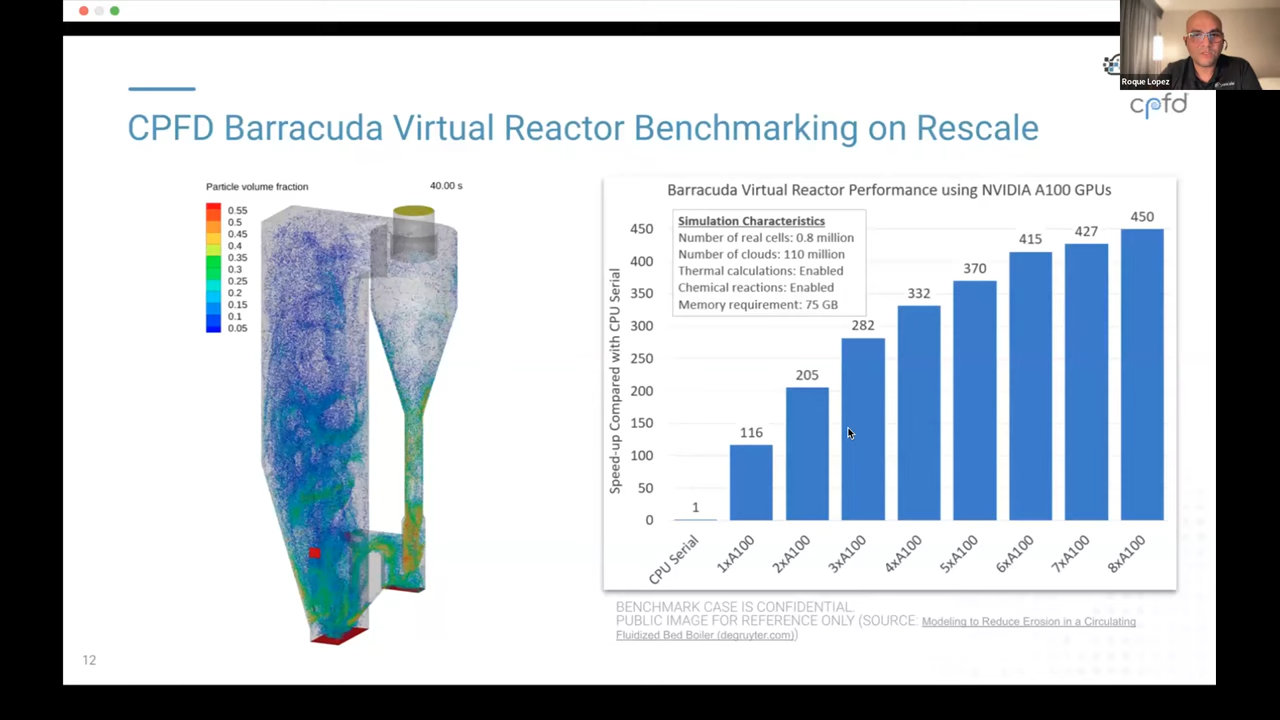 Roque Lopez
cpfd
CPFD Barracuda Virtual Reactor Benchmarking on Rescale
Particle volume fraction
40.00 s
0.55
0.5
0.45
0.4
0.35
0.3
0.25
0.2
0.15
0.1
0.05
Barracuda Virtual Reactor Performance using NVIDIA A100 GPUs
Simulation Characteristics
Number of real cells: 0.8 million
Number of clouds: 110 million
Thermal calculations: Enabled
Chemical reactions: Enabled
Memory requirement: 75 GB
Speed-up Compared with CPU Serial
450
400
350
300
250
200
150
100
50
0
1
116
205
282
332
370
415
427
450
CPU Serial
1xA100
2xA100
3xA100
4xA100
5xA100
6xA100
7xA100
8xA100
BENCHMARK CASE IS CONFIDENTIAL.
PUBLIC IMAGE FOR REFERENCE ONLY (SOURCE: Modeling to Reduce Erosion in a Circulating
Fluidized Bed Boiler (degruyter.com))
12